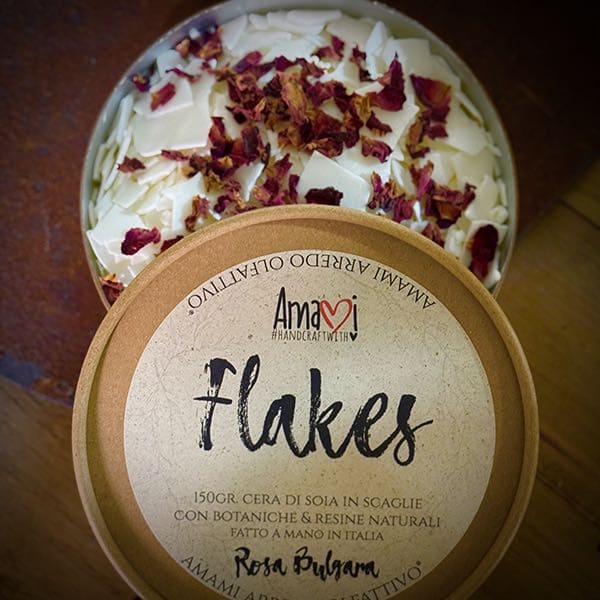 AMAMI ARREDO OLFATTIVO®
Amami
#HANDCRAFTWITH
Flakes
150GR. CERA DI SOIA IN SCAGLIE
CON BOTANICHE & RESINE NATURALI
FATTO A MANO IN ITALIA
Rosa Bulgara
AMAMI ARREDO OLFATTIVO®